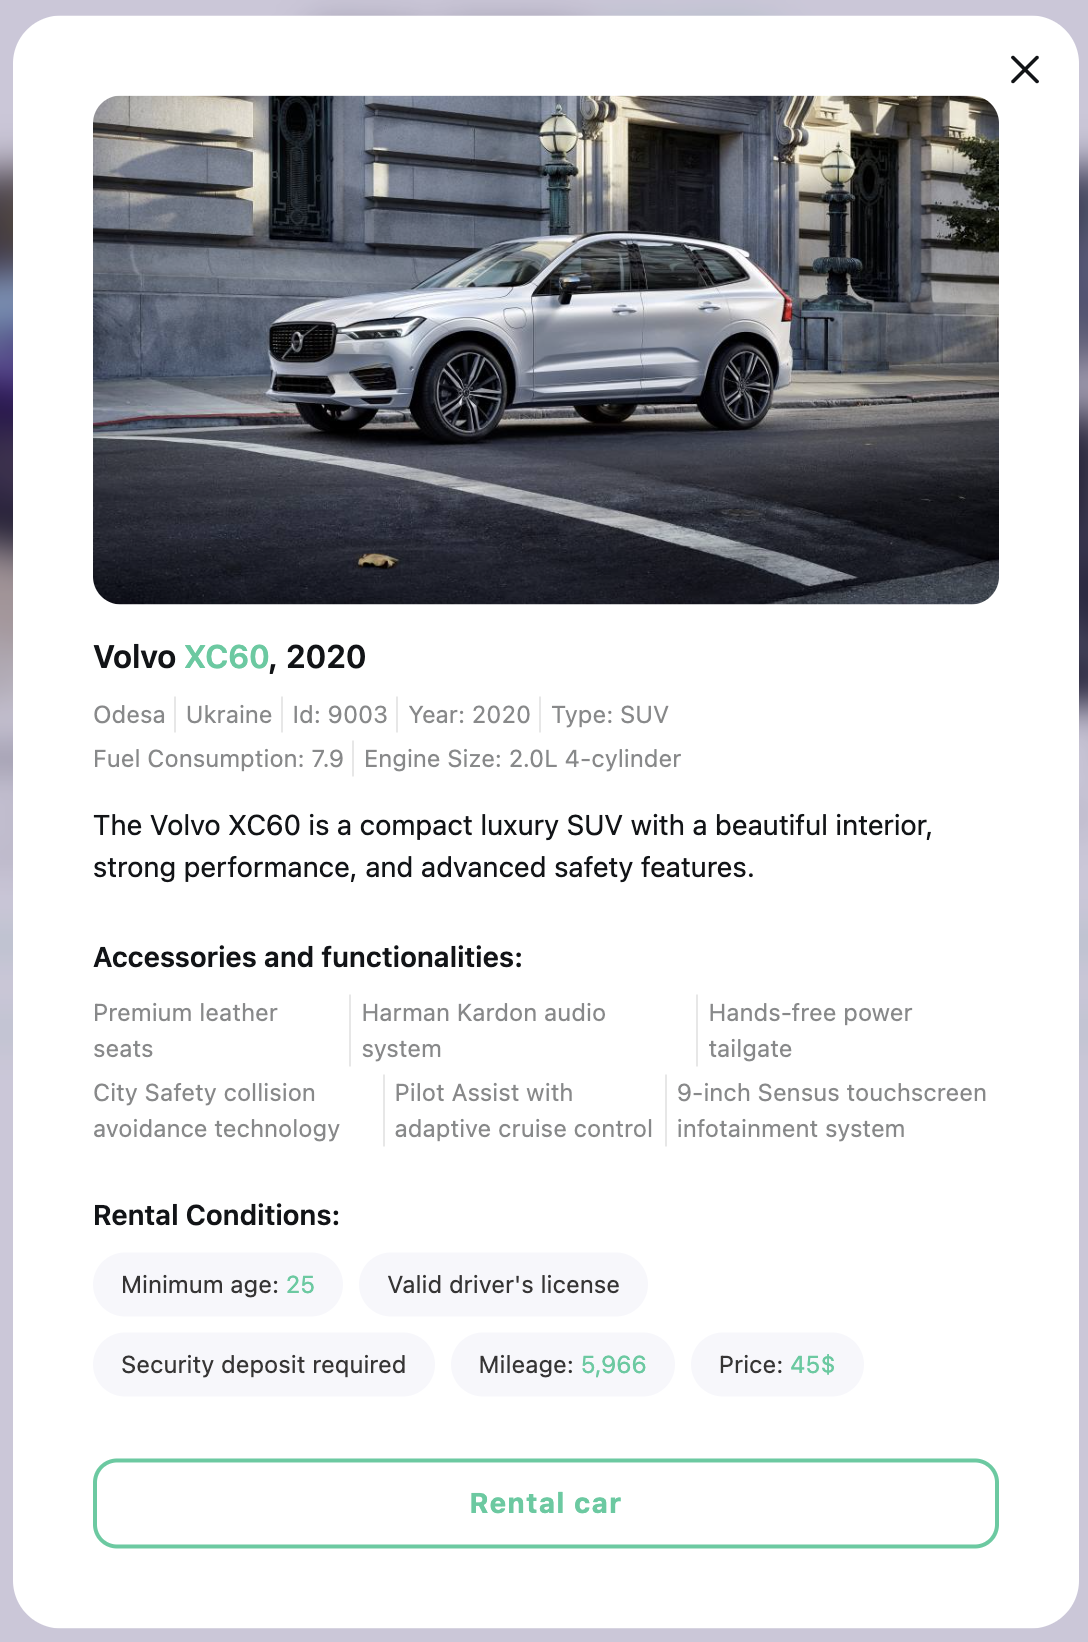 Volvo XC60, 2020
Odesa Ukraine Id: 9003 Year: 2020 Type: SUV
Fuel Consumption: 7.9 Engine Size: 2.0L 4-cylinder
The Volvo XC60 is a compact luxury SUV with a beautiful interior,
strong performance, and advanced safety features.
Accessories and functionalities:
Premium leather
seats
Harman Kardon audio
system
Hands-free power
tailgate
City Safety collision
avoidance technology
Pilot Assist with
adaptive cruise control
9-inch Sensus touchscreen
infotainment system
Rental Conditions:
Minimum age: 25
Valid driver's license
Security deposit required
Mileage: 5,966
Price: 45$
Rental car